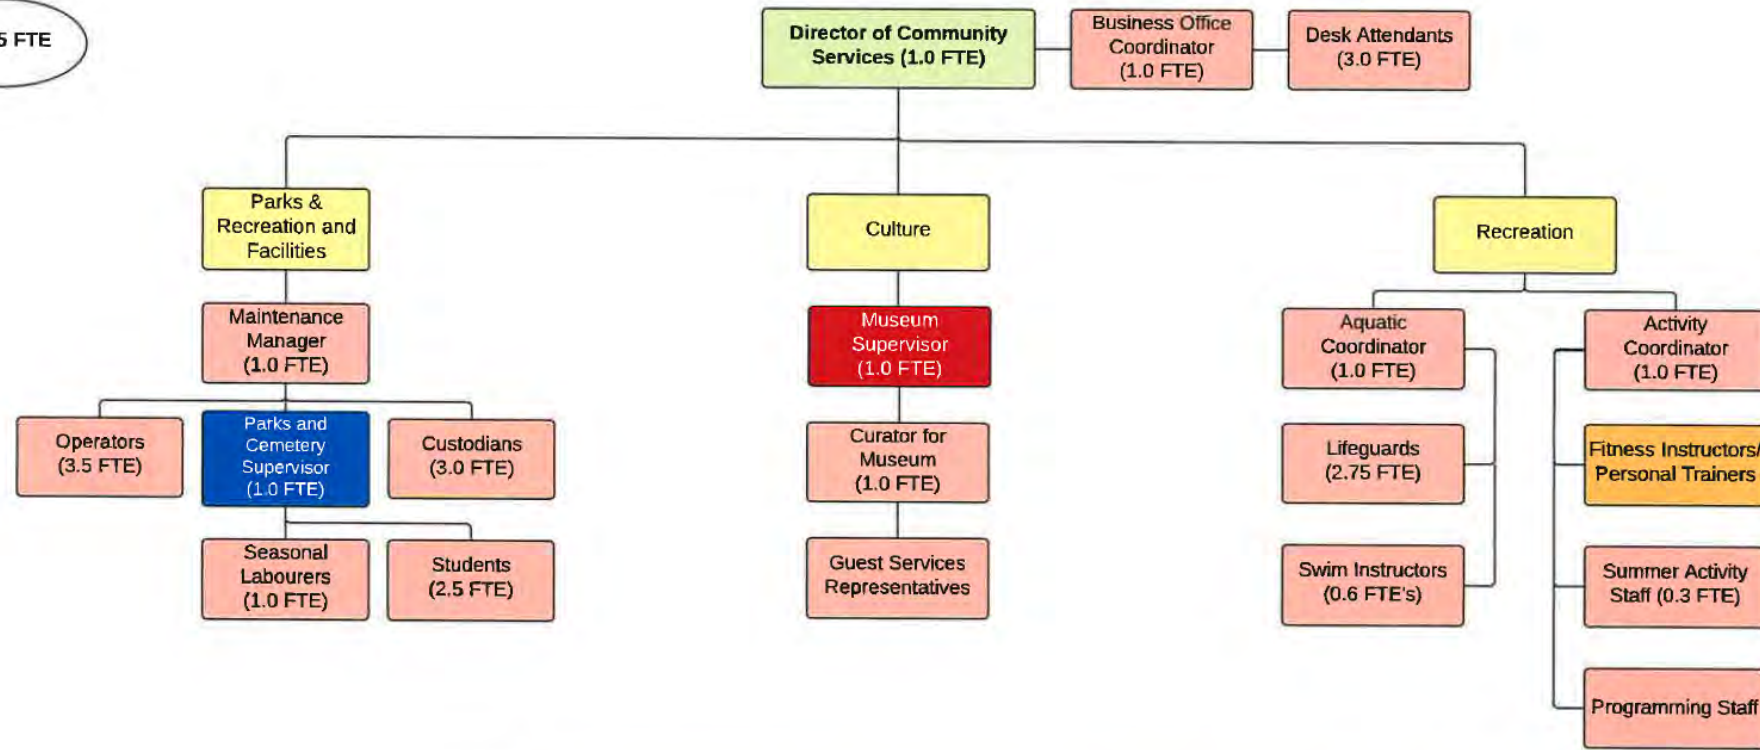 5 FTE
Director of Community
Services (1.0 FTE)
Business Office
Coordinator
(1.0 FTE)
Desk Attendants
(3.0 FTE)
Parks &
Recreation and
Facilities
Culture
Recreation
Maintenance
Manager
(1.0 FTE)
Museum
Supervisor
(1.0 FTE)
Aquatic
Coordinator
(1.0 FTE)
Activity
Coordinator
(1.0 FTE)
Operators
(3.5 FTE)
Parks and
Cemetery
Supervisor
(1.0 FTE)
Custodians
(3.0 FTE)
Curator for
Museum
(1.0 FTE)
Lifeguards
(2.75 FTE)
Fitness Instructors/
Personal Trainers
Seasonal
Labourers
(1.0 FTE)
Students
(2.5 FTE)
Guest Services
Representatives
Swim Instructors
(0.6 FTE's)
Summer Activity
Staff (0.3 FTE)
Programming Staff